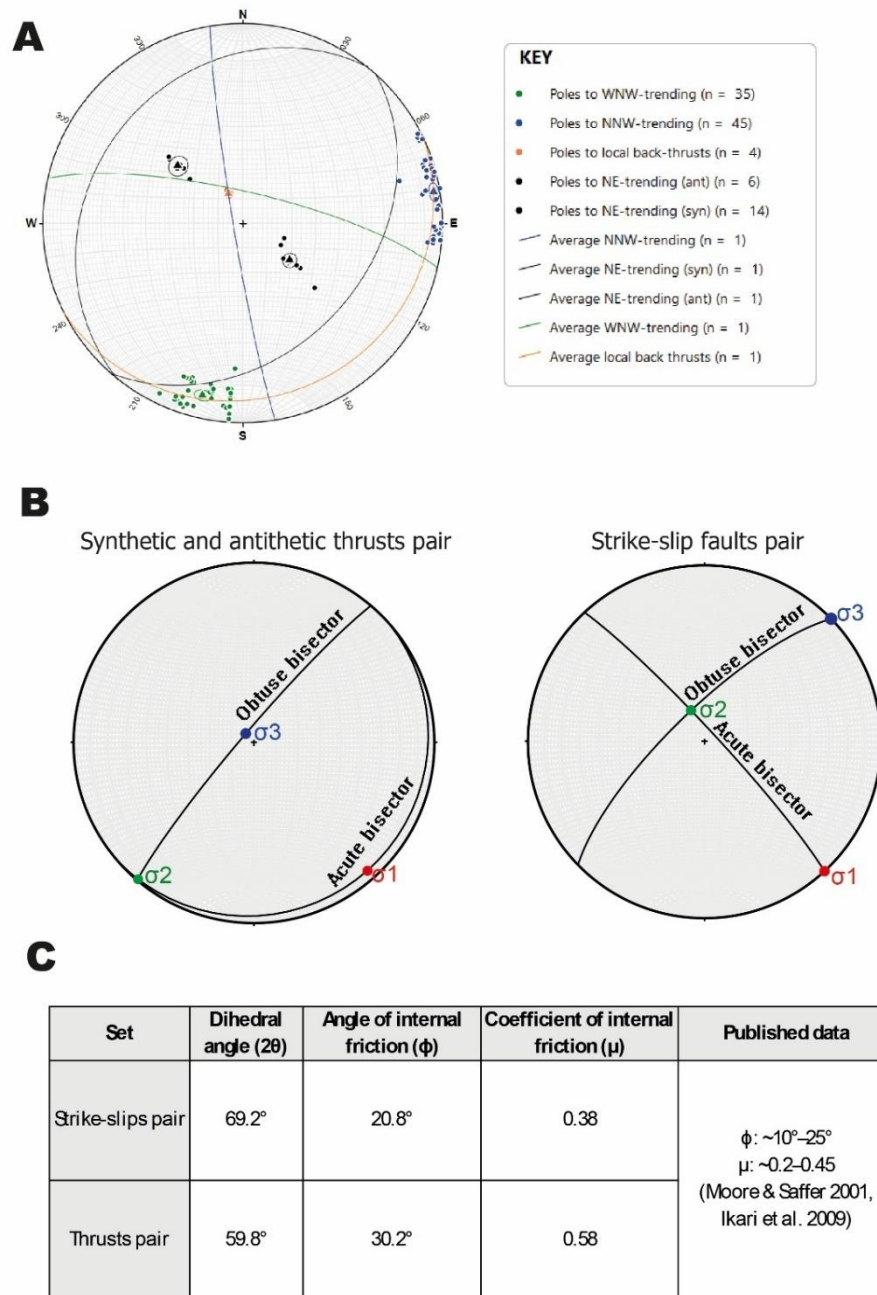 A
N
030
060
E
120
150
S
210
240
W
300
330
KEY
Poles to WNW-trending (n = 35)
Poles to NNW-trending (n = 45)
Poles to local back-thrusts (n = 4)
Poles to NE-trending (ant) (n = 6)
Poles to NE-trending (syn) (n = 14)
Average NNW-trending (n = 1)
Average NE-trending (syn) (n = 1)
Average NE-trending (ant) (n = 1)
Average WNW-trending (n = 1)
Average local back thrusts (n = 1)
B
Synthetic and antithetic thrusts pair
Obtuse bisector
σ3
Acute bisector
σ2
σ1
Strike-slip faults pair
σ3
Obtuse bisector
σ2
Acute bisector
σ1
C
Set
Dihedral
angle (2θ)
Angle of internal
friction (ϕ)
Coefficient of internal
friction (μ)
Published data
Strike-slips pair
69.2°
20.8°
0.38
Thrusts pair
59.8°
30.2°
0.58
ϕ: ~10°–25°
μ: ~0.2–0.45
(Moore & Saffer 2001,
Ikari et al. 2009)